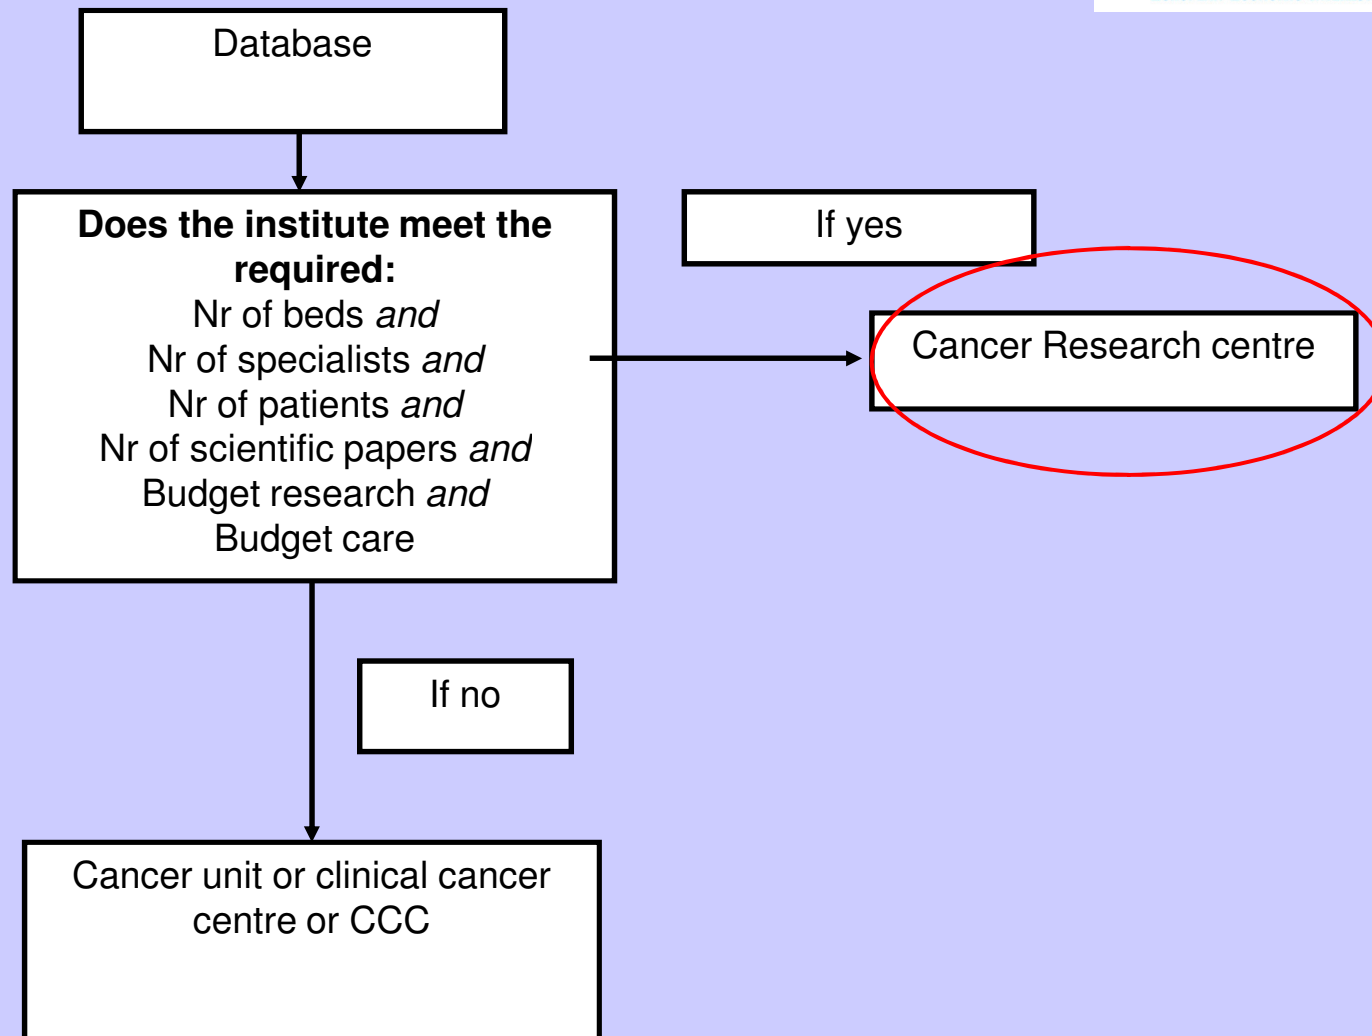 Database
Does the institute meet the
required:
Nr of beds and
Nr of specialists and
Nr of patients and
Nr of scientific papers and
Budget research and
Budget care
If yes
Cancer Research centre
If no
Cancer unit or clinical cancer
centre or CCC